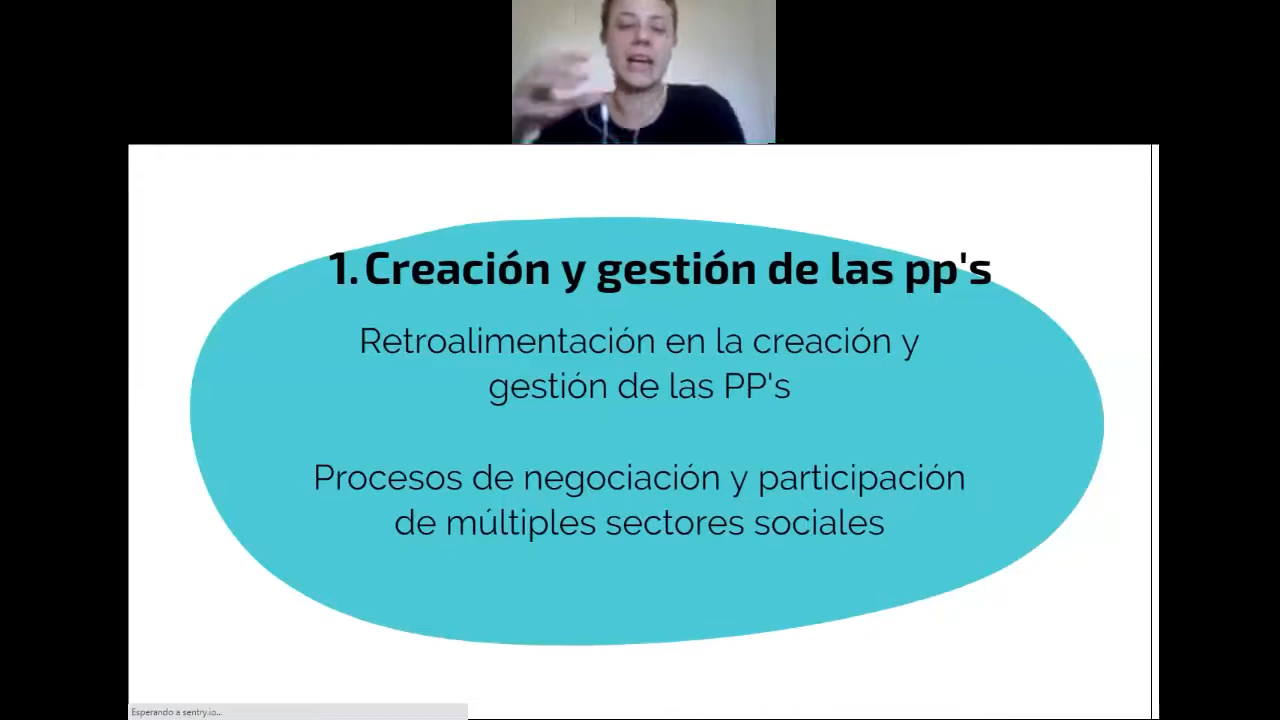 1. Creación y gestión de las pp's
Retroalimentación en la creación y
gestión de las PP's
Procesos de negociación y participación
de múltiples sectores sociales
Esperando a sentry.io...